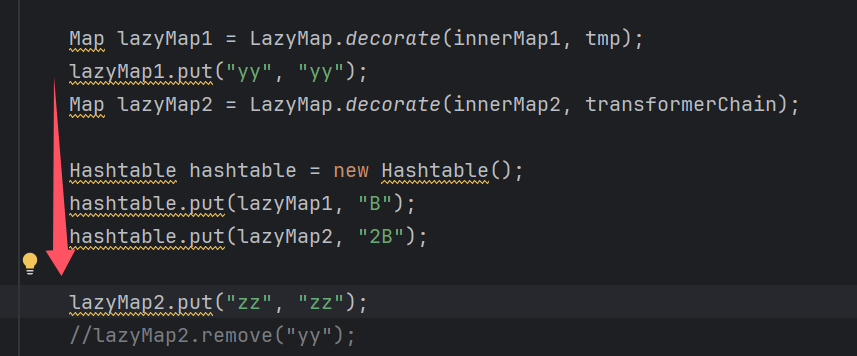 Map lazyMap1 = LazyMap.decorate(innerMap1, tmp);
lazyMap1.put("yy", "yy");
Map lazyMap2 = LazyMap.decorate(innerMap2, transformerChain);
Hashtable hashtable = new Hashtable();
hashtable.put(lazyMap1, "B");
hashtable.put(lazyMap2, "2B");
lazyMap2.put("zz", "zz");
//lazyMap2.remove("yy");